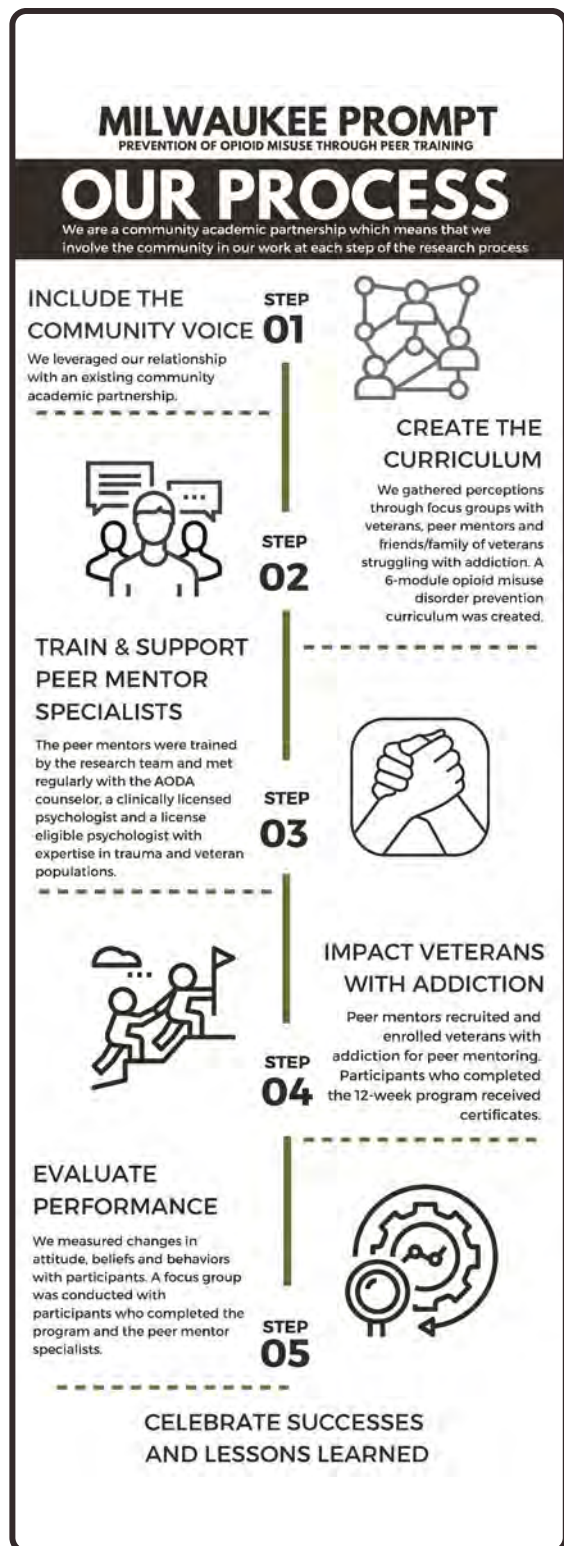 MILWAUKEE PROMPT
PREVENTION OF OPIOID MISUSE THROUGH PEER TRAINING
OUR PROCESS
We are a community academic partnership which means that we
involve the community in our work at each step of the research process
INCLUDE THE
COMMUNITY VOICE
We leveraged our relationship
with an existing community
academic partnership.
STEP
01
CREATE THE
CURRICULUM
We gathered perceptions
through focus groups with
veterans, peer mentors and
friends/family of veterans
struggling with addiction. A
6-module opioid misuse
disorder prevention
curriculum was created.
STEP
02
TRAIN & SUPPORT
PEER MENTOR
SPECIALISTS
The peer mentors were trained
by the research team and met
regularly with the AODA
counselor, a clinically licensed
psychologist and a license
eligible psychologist with
expertise in trauma and veteran
populations.
STEP
03
IMPACT VETERANS
WITH ADDICTION
Peer mentors recruited and
enrolled veterans with
addiction for peer mentoring.
Participants who completed
the 12-week program received
certificates.
STEP
04
EVALUATE
PERFORMANCE
We measured changes in
attitude, beliefs and behaviors
with participants. A focus group
was conducted with
participants who completed the
program and the peer mentor
specialists.
STEP
05
CELEBRATE SUCCESSES
AND LESSONS LEARNED